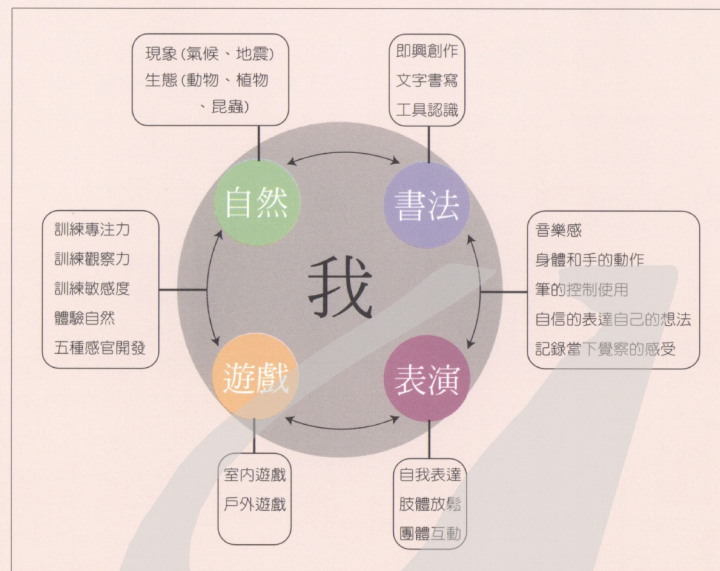 現象(氣候、地震)
生態(動物、植物
、昆蟲)
即興創作
文字書寫
工具認識
自然
書法
訓練專注力
訓練觀察力
訓練敏感度
體驗自然
五種感官開發
我
音樂感
身體和手的動作
筆的控制使用
自信的表達自己的想法
記錄當下覺察的感受
遊戲
表演
室內遊戲
戶外遊戲
自我表達
肢體放鬆
團體互動